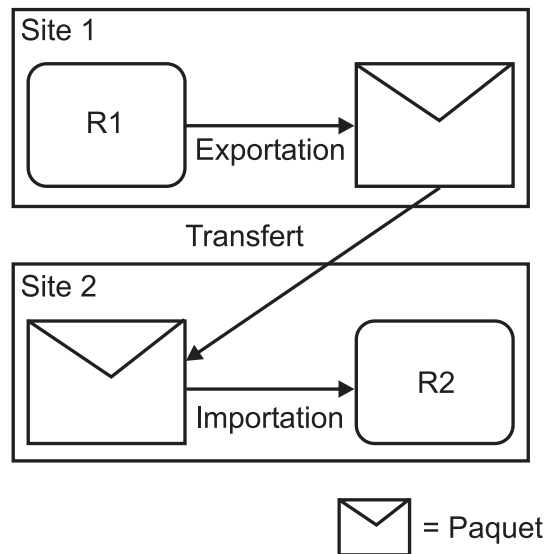 Site 1
R1
Exportation
Transfert
Site 2
Importation
R2
= Paquet